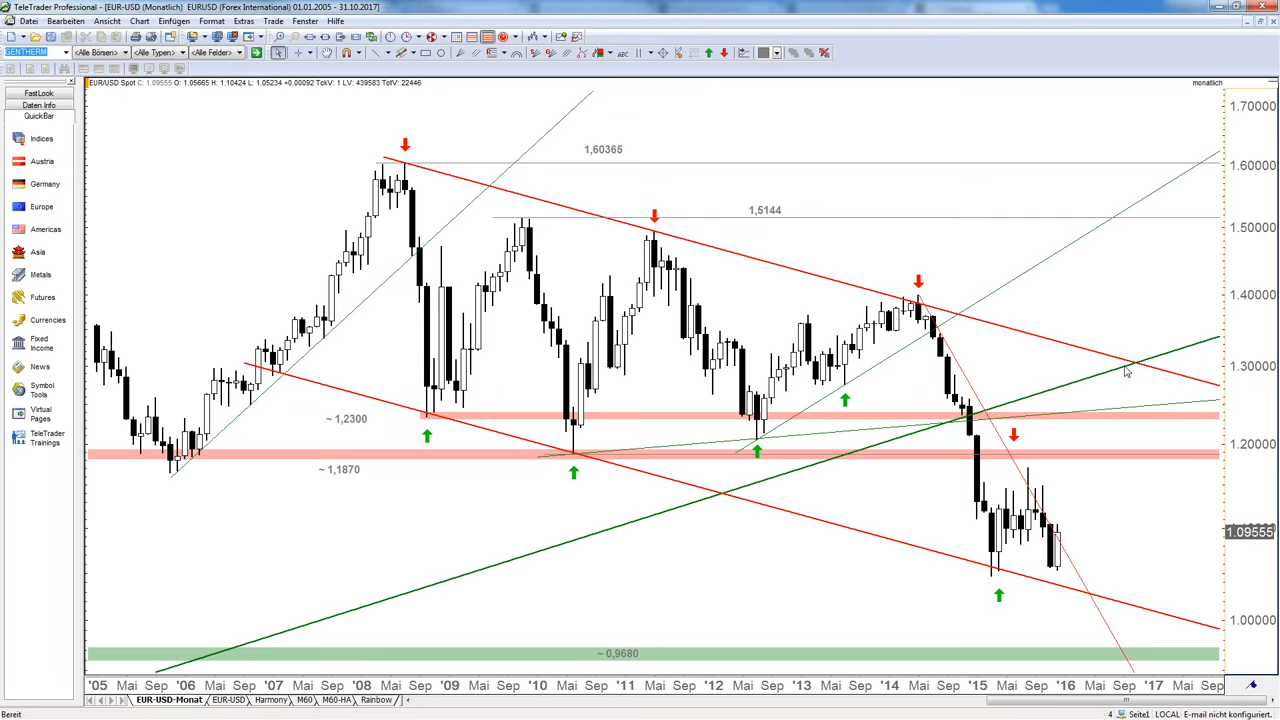 TeleTrader Professional - [EUR-USD (Monatlich) EURUSD (Forex International) 01.01.2005 - 31.10.2017]
Datei Bearbeiten Ansicht Chart Einfügen Format Extras Trade Fenster Hilfe
GENTHERM <Alle Börsen> <Alle Typen> <Alle Felder>
ABC
EUR/USD Spot C: 1.09555 O: 1.05665 H: 1.10424 L: 1.05234 +0.00092 TckV: 1 LV: 439583 TotV: 22446
monatlich
FastLook
Daten Info
QuickBar
Indices
Austria
Germany
Europe
Americas
Asia
Metals
Futures
Currencies
Fixed
Income
News
Symbol
Tools
Virtual
Pages
TeleTrader
Trainings
1,60365
1,5144
~ 1,2300
~ 1,1870
~ 0,9680
1.70000
1.60000
1.50000
1.40000
1.30000
1.20000
1.09555
1.00000
'05 Mai Sep '06 Mai Sep '07 Mai Sep '08 Mai Sep '09 Mai Sep '10 Mai Sep '11 Mai Sep '12 Mai Sep '13 Mai Sep '14 Mai Sep '15 Mai Sep '16 Mai Sep '17 Mai Sep
EUR-USD-Monat EUR-USD Harmony M60 M60-HA Rainbow
Bereit
4 Seite1 LOCAL E-mail nicht konfiguriert.